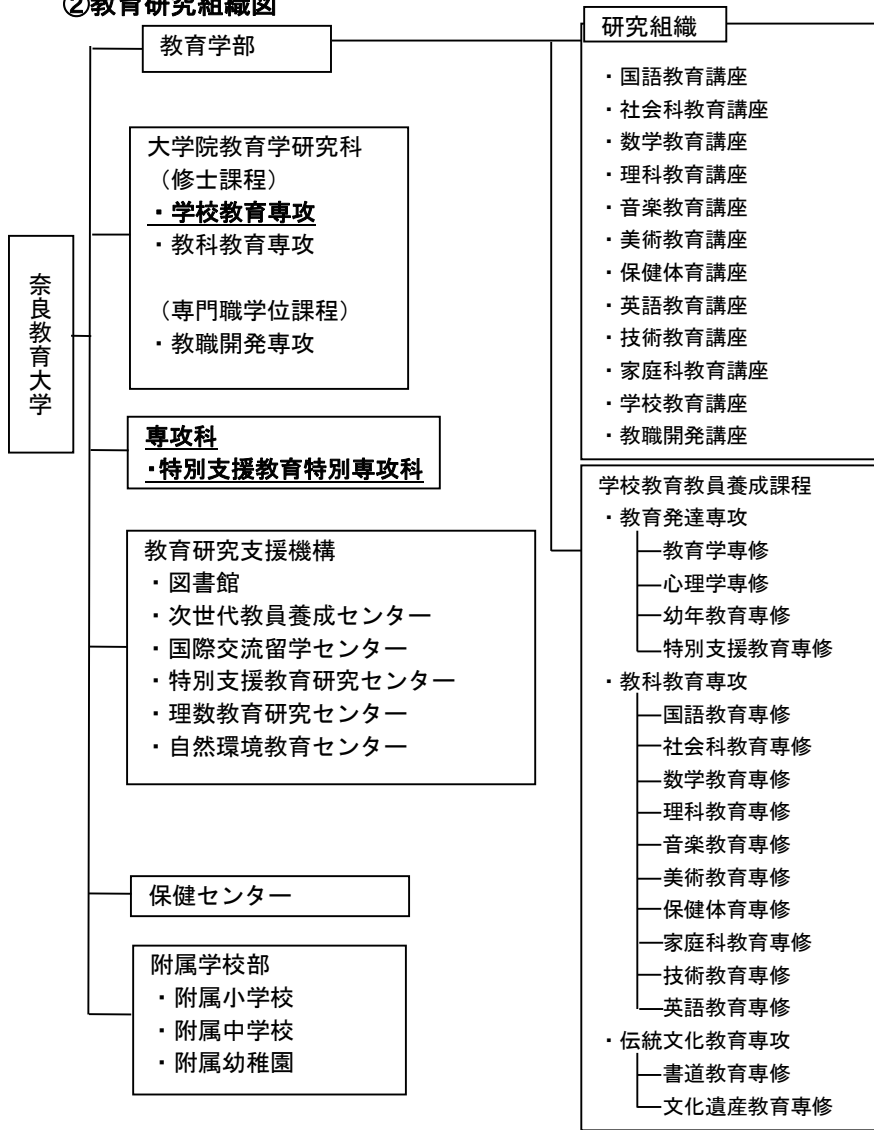 ②教育研究組織図
奈良教育大学
教育学部
大学院教育学研究科
（修士課程）
・学校教育専攻
・教科教育専攻
（専門職学位課程）
・教職開発専攻
専攻科
・特別支援教育特別専攻科
教育研究支援機構
・図書館
・次世代教員養成センター
・国際交流留学センター
・特別支援教育研究センター
・理数教育研究センター
・自然環境教育センター
保健センター
附属学校部
・附属小学校
・附属中学校
・附属幼稚園
研究組織
・国語教育講座
・社会科教育講座
・数学教育講座
・理科教育講座
・音楽教育講座
・美術教育講座
・保健体育講座
・英語教育講座
・技術教育講座
・家庭科教育講座
・学校教育講座
・教職開発講座
学校教育教員養成課程
・教育発達専攻
教育学専修
心理学専修
幼年教育専修
特別支援教育専修
・教科教育専攻
国語教育専修
社会科教育専修
数学教育専修
理科教育専修
音楽教育専修
美術教育専修
保健体育専修
家庭科教育専修
技術教育専修
英語教育専修
・伝統文化教育専攻
書道教育専修
文化遺産教育専修